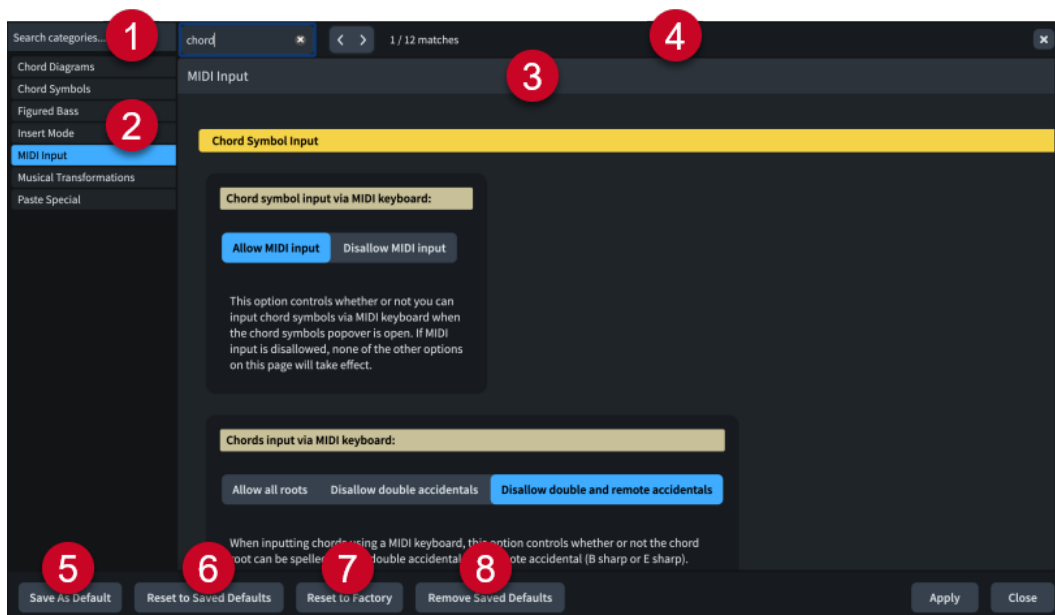 Search categories...
1
chord
1 / 12 matches
4
Chord Diagrams
Chord Symbols
Figured Bass
2
Insert Mode
MIDI Input
Musical Transformations
Paste Special
MIDI Input
3
Chord Symbol Input
Chord symbol input via MIDI keyboard:
Allow MIDI input
Disallow MIDI input
This option controls whether or not you can
input chord symbols via MIDI keyboard when
the chord symbols popover is open. If MIDI
input is disallowed, none of the other options
on this page will take effect.
Chords input via MIDI keyboard:
Allow all roots
Disallow double accidentals
Disallow double and remote accidentals
When inputting chords using a MIDI keyboard, this option controls whether or not the chord
root can be double accidental accidental (B sharp or E sharp).
5
6
7
8
Save As Default
Reset to Saved Defaults
Reset to Factory
Remove Saved Defaults
Apply
Close